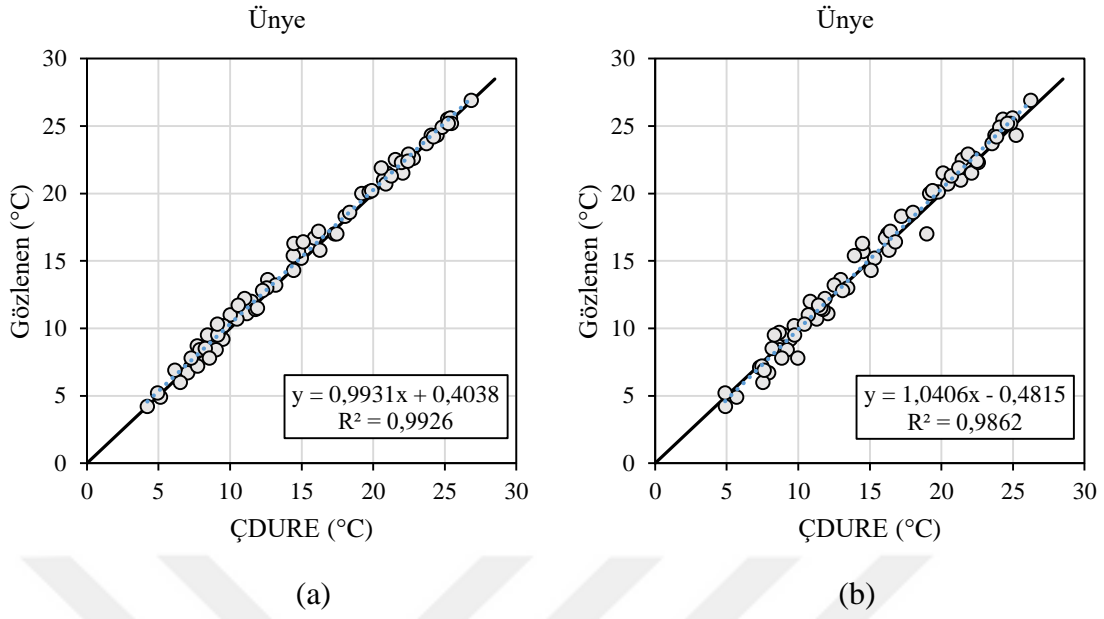 Ünye
30
25
20
15
10
5
0
Gözlenen (°C)
y = 0,9931x + 0,4038
R² = 0,9926
0 5 10 15 20 25 30
ÇDURE (°C)
(a)
Ünye
30
25
20
15
10
5
0
Gözlenen (°C)
y = 1,0406x - 0,4815
R² = 0,9862
0 5 10 15 20 25 30
ÇDURE (°C)
(b)